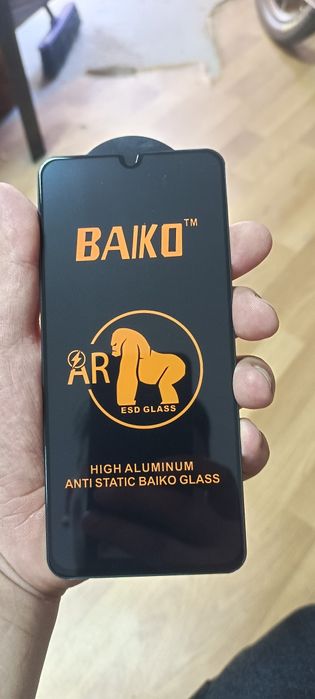 BAIKO™
AR
ESD GLASS
HIGH ALUMINUM
ANTI STATIC BAIKO GLASS